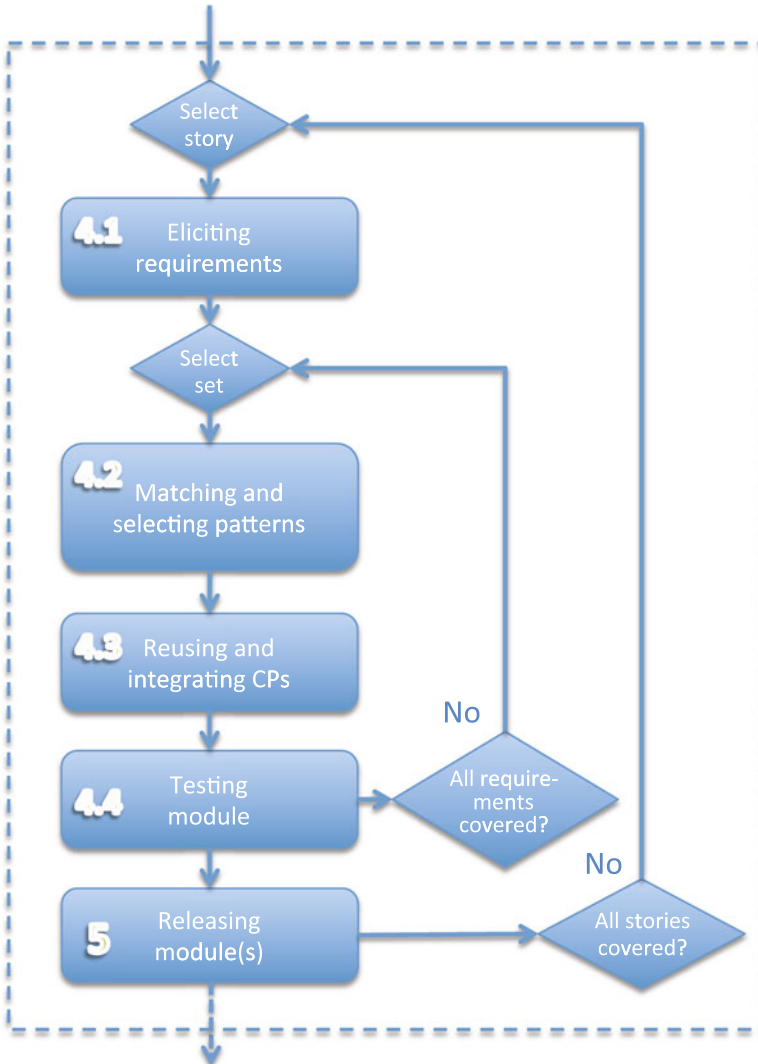 Select
story
4.1
Eliciting
requirements
Select
set
4.2
Matching and
selecting patterns
4.3
Reusing and
integrating CPs
No
4.4
Testing
module
All require-
ments
covered?
No
5
Releasing
module(s)
All stories
covered?